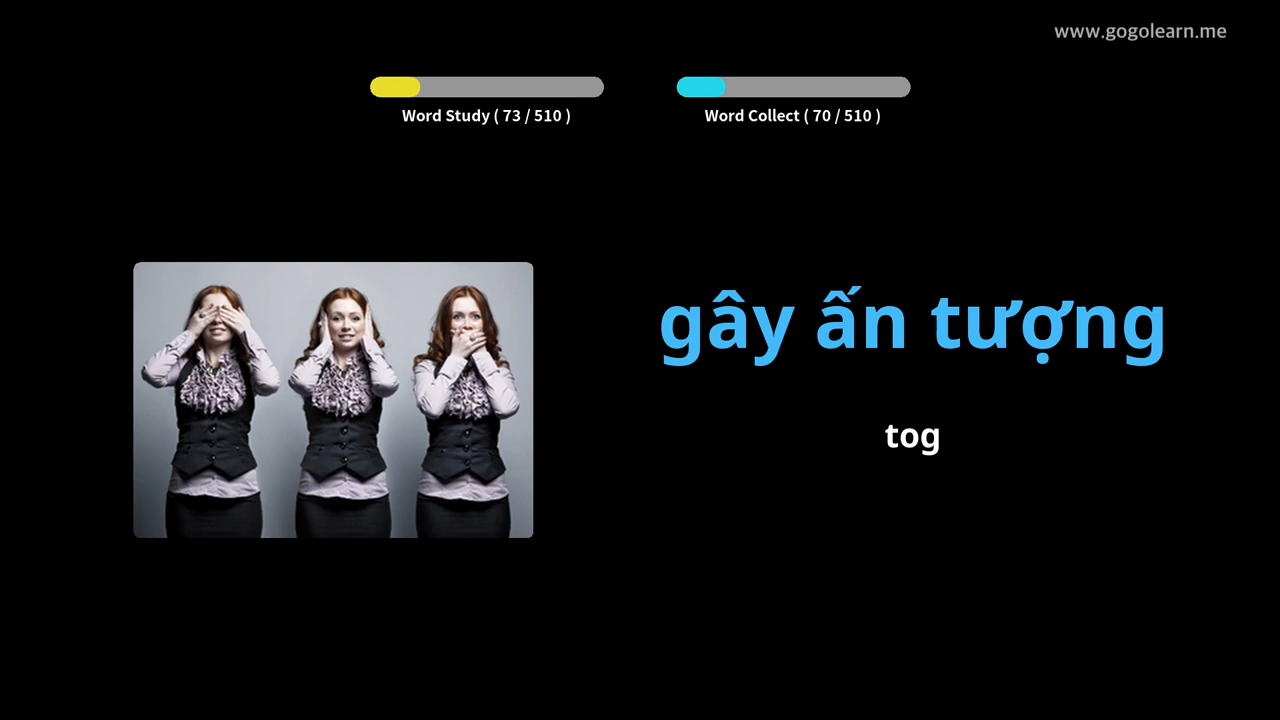 www.gogolearn.me
Word Study ( 73 / 510 )
Word Collect ( 70 / 510 )
gây ấn tượng
tog